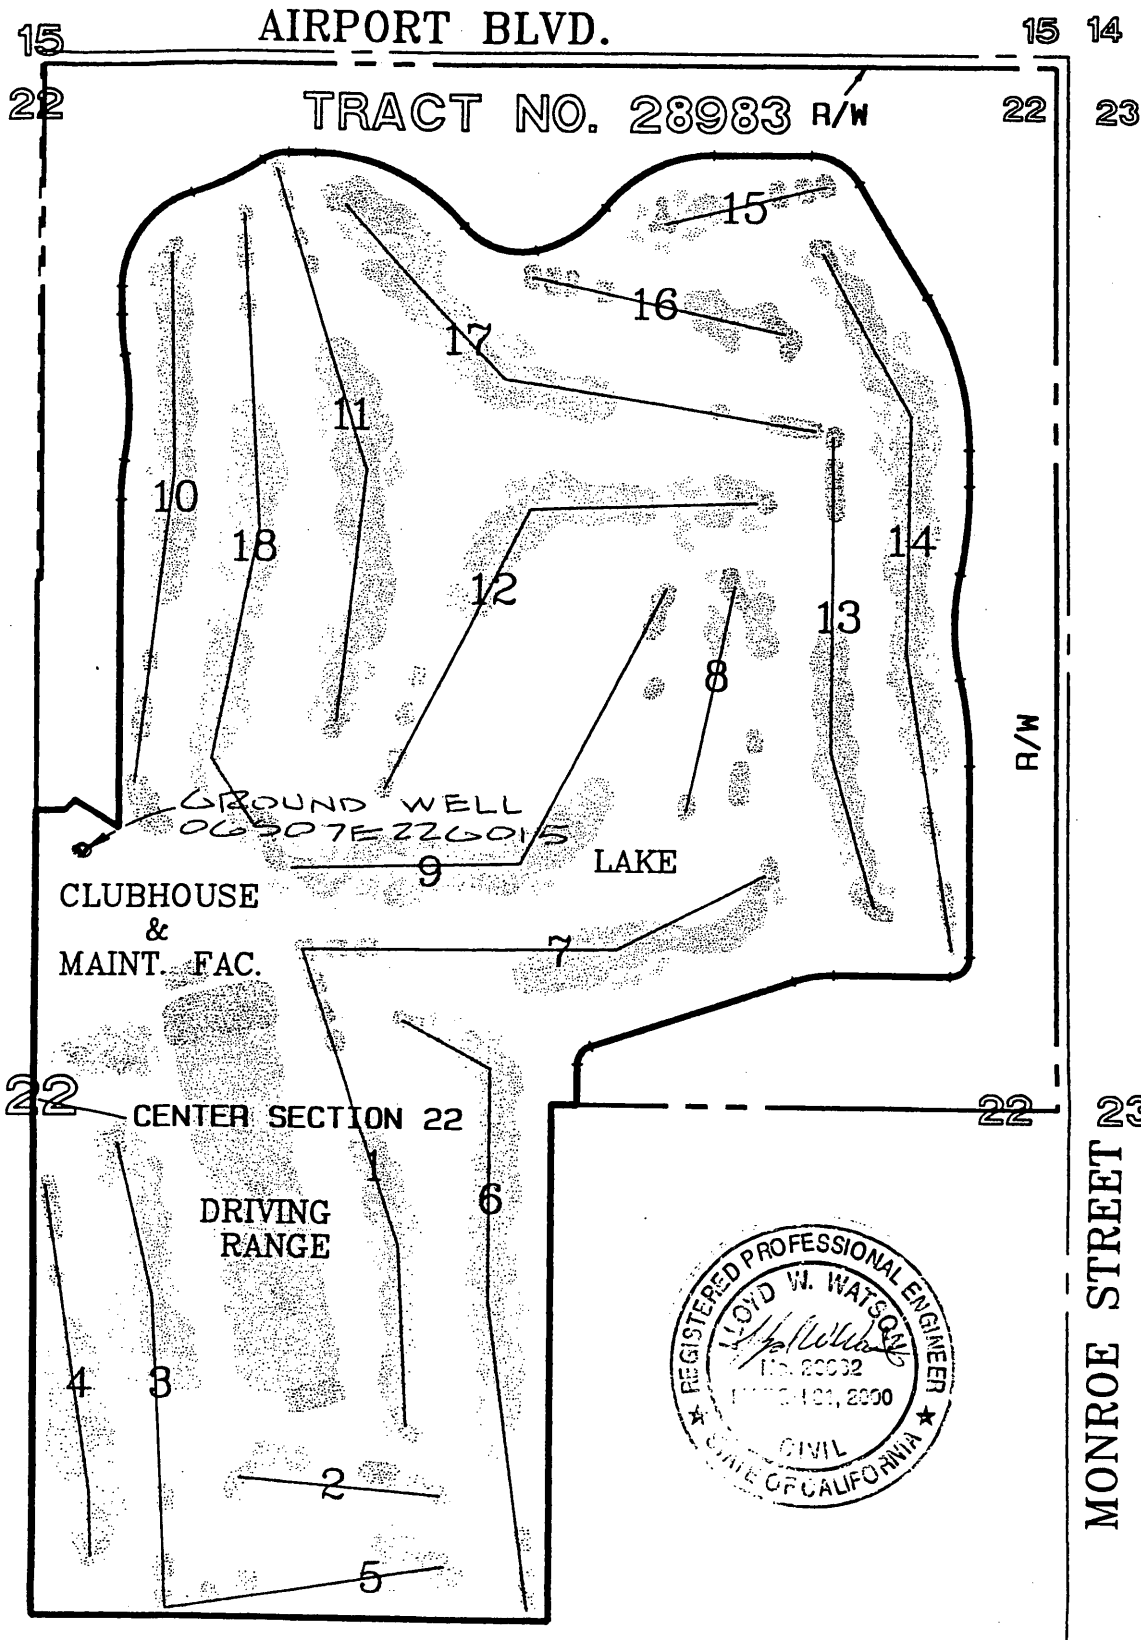 AIRPORT BLVD.
15
15 14
22
TRACT NO. 28983
R/W
22 23
15
16
17
11
10
18
14
12
13
8
R/W
GROUND WELL
06S07E22G01S
9
LAKE
CLUBHOUSE
&
MAINT. FAC.
7
22
CENTER SECTION 22
22 23
1
6
DRIVING
RANGE
4
3
2
5
MONROE STREET
REGISTERED PROFESSIONAL ENGINEER
LLOYD W. WATSON
CIVIL
STATE OF CALIFORNIA